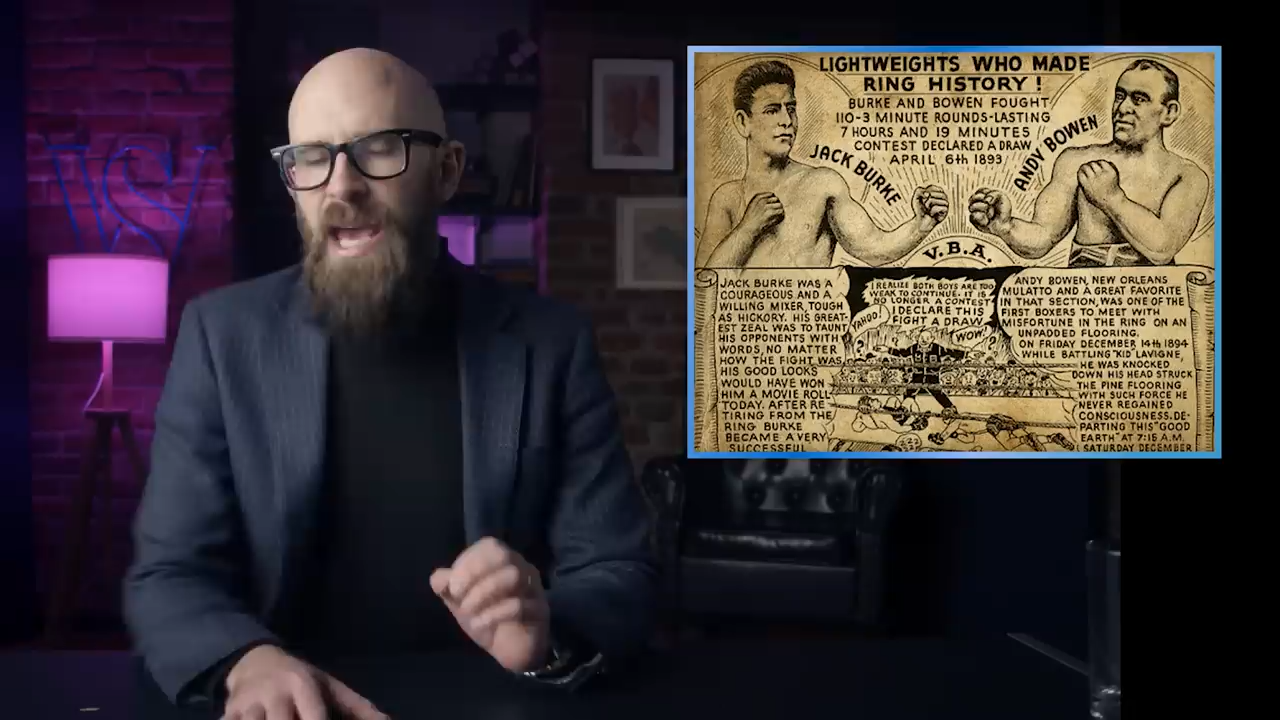 LIGHTWEIGHTS WHO MADE
RING HISTORY!
BURKE AND BOWEN FOUGHT
110-3 MINUTE ROUNDS-LASTING
7 HOURS AND 19 MINUTES
CONTEST DECLARED A DRAW
APRIL 6th 1893
JACK BURKE
ANDY BOWEN
V.B.A.
JACK BURKE WAS A
COURAGEOUS AND A
WILLING MIXER, TOUGH
AS HICKORY. HIS GREAT
EST ZEAL WAS TO TAUNT
HIS OPPONENTS WITH
WORDS, NO MATTER
HOW THE FIGHT WAS.
HIS GOOD LOOKS
WOULD HAVE WON
HIM A MOVIE ROLL
TODAY. AFTER RE
TIRING FROM THE
RING BURKE
BECAME A VERY
SUCCESSFUL
I REALIZE BOTH BOYS ARE TOO
WEAK TO CONTINUE. IT IS
NO LONGER A CONTEST
I DECLARE THIS
FIGHT A DRAW
YAHOO!
WOW!
?
?
ANDY BOWEN, NEW ORLEANS
MULATTO AND A GREAT FAVORITE
IN THAT SECTION, WAS ONE OF THE
FIRST BOXERS TO MEET WITH
MISFORTUNE IN THE RING ON AN
UNPADDED FLOORING.
ON FRIDAY DECEMBER 14th 1894
WHILE BATTLING "KID" LAVIGNE,
HE WAS KNOCKED
DOWN HIS HEAD STRUCK
THE PINE FLOORING
WITH SUCH FORCE HE
NEVER REGAINED
CONSCIOUSNESS. DE-
PARTING THIS "GOOD
EARTH" AT 7:15 A.M.
SATURDAY DECEMBER